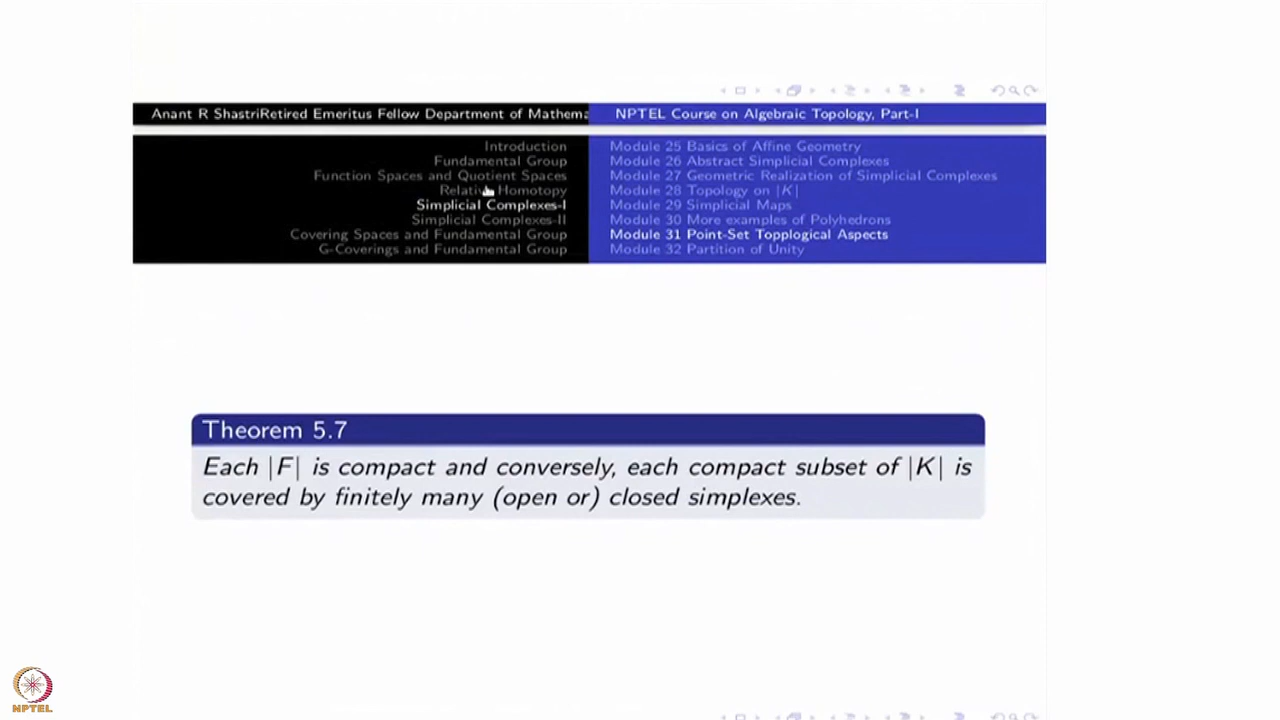 Anant R ShastriRetired Emeritus Fellow Department of Mathema
NPTEL Course on Algebraic Topology, Part-I
Introduction
Fundamental Group
Function Spaces and Quotient Spaces
Relative Homotopy
Simplicial Complexes-I
Simplicial Complexes-II
Covering Spaces and Fundamental Group
G-Coverings and Fundamental Group
Module 25 Basics of Affine Geometry
Module 26 Abstract Simplicial Complexes
Module 27 Geometric Realization of Simplicial Complexes
Module 28 Topology on |K|
Module 29 Simplicial Maps
Module 30 More examples of Polyhedrons
Module 31 Point-Set Topplogical Aspects
Module 32 Partition of Unity
Theorem 5.7
Each |F| is compact and conversely, each compact subset of |K| is
covered by finitely many (open or) closed simplexes.
NPTEL